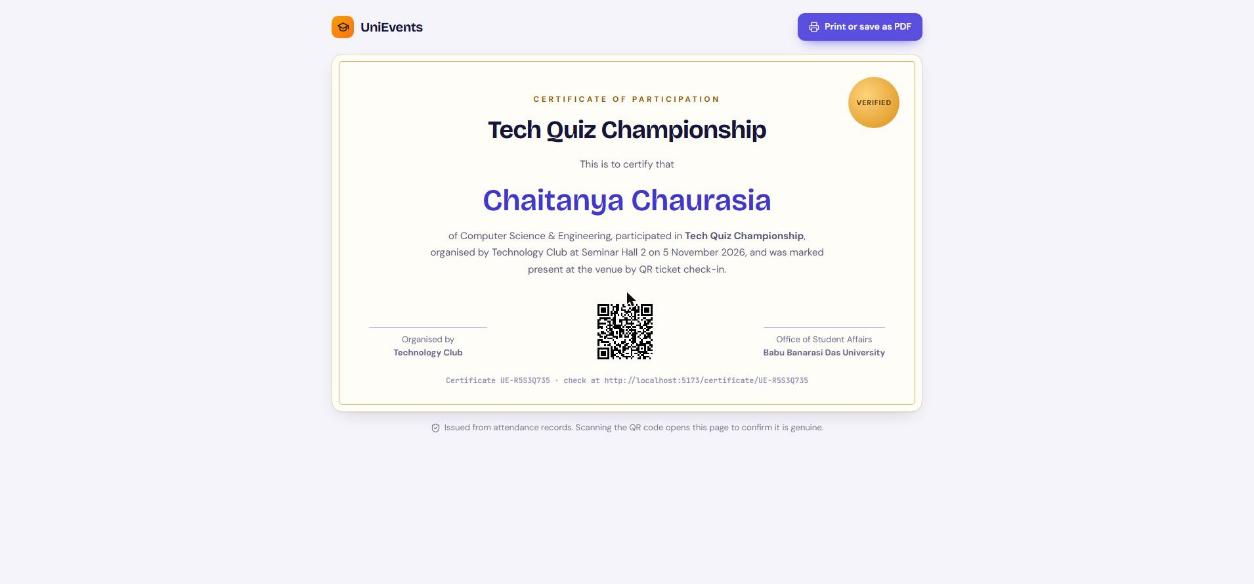 UniEvents
Print or save as PDF
CERTIFICATE OF PARTICIPATION
VERIFIED
Tech Quiz Championship
This is to certify that
Chaitanya Chaurasia
of Computer Science & Engineering, participated in Tech Quiz Championship,
organised by Technology Club at Seminar Hall 2 on 5 November 2026, and was marked
present at the venue by QR ticket check-in.
Organised by
Technology Club
Office of Student Affairs
Babu Banarasi Das University
Certificate UE-R5S3Q735 · check at http://localhost:5173/certificate/UE-R5S3Q735
Issued from attendance records. Scanning the QR code opens this page to confirm it is genuine.